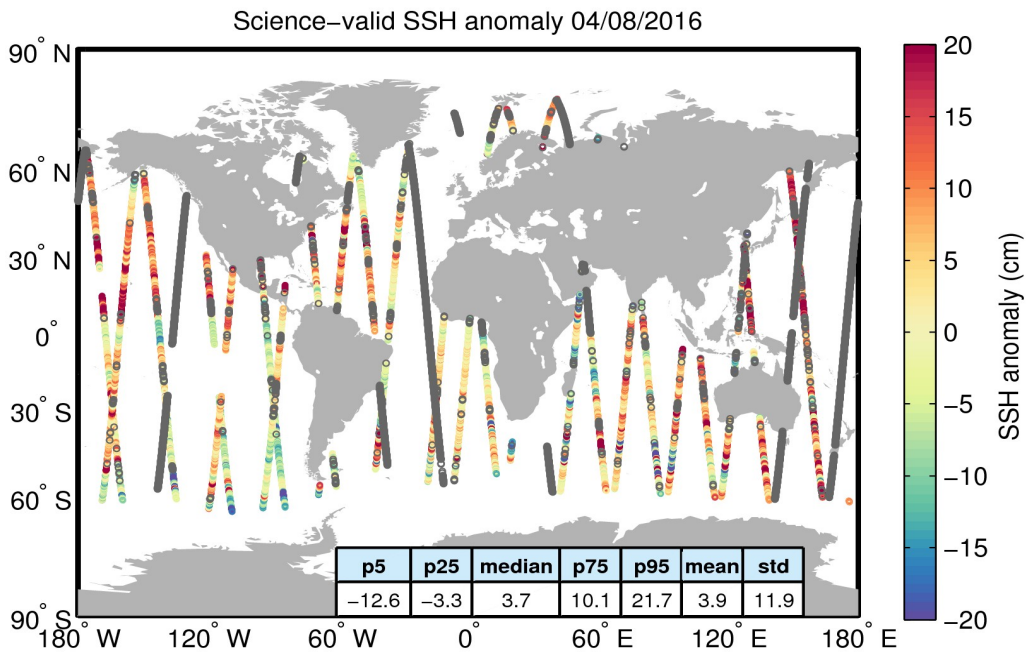 Science−valid SSH anomaly 04/08/2016
90° N
60° N
30° N
0°
30° S
60° S
90° S
180° W
120° W
60° W
0°
60° E
120° E
180° E
p5 p25 median p75 p95 mean std
−12.6 −3.3 3.7 10.1 21.7 3.9 11.9
20
15
10
5
0
−5
−10
−15
−20
SSH anomaly (cm)